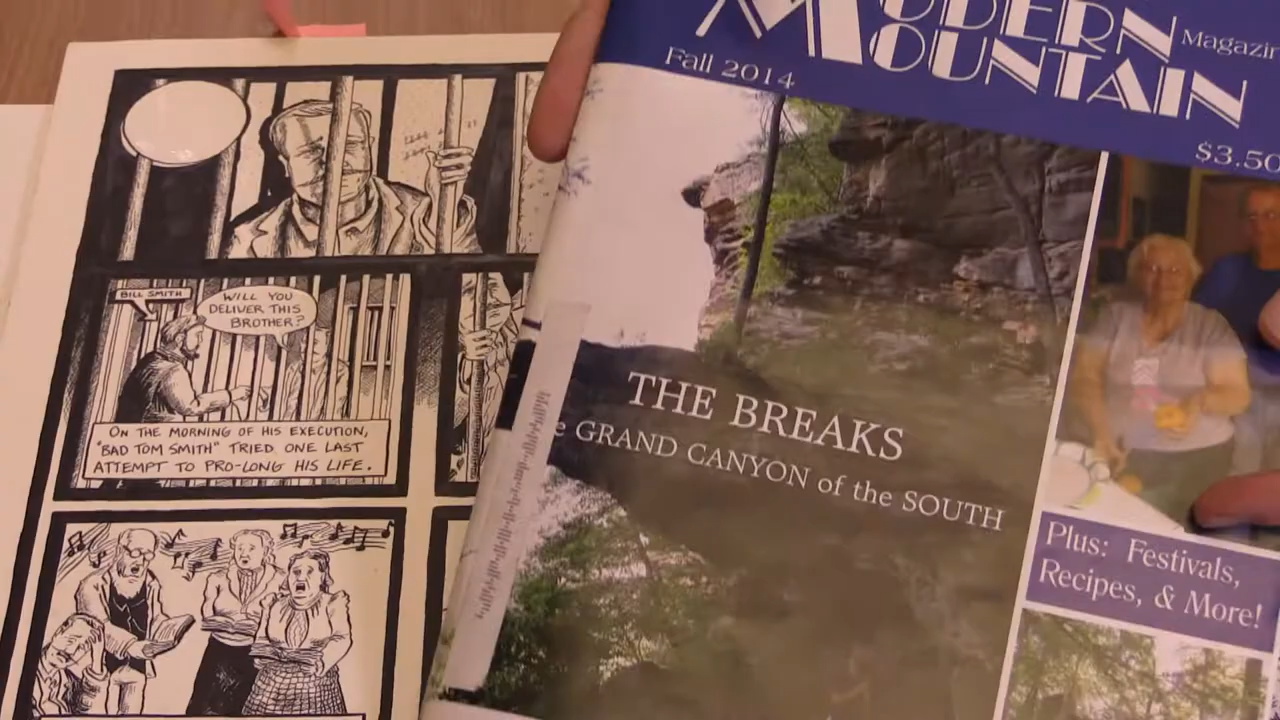 BILL SMITH
WILL YOU
DELIVER THIS
BROTHER?
ON THE MORNING OF HIS EXECUTION,
"BAD TOM SMITH" TRIED ONE LAST
ATTEMPT TO PRO-LONG HIS LIFE.
MODERN
MOUNTAIN
Magazin
Fall 2014
$3.50
THE BREAKS
e GRAND CANYON of the SOUTH
Plus: Festivals,
Recipes, & More!